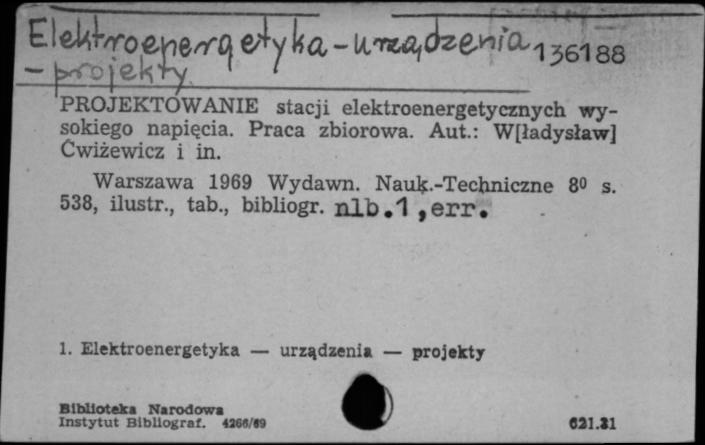 Elektroenergetyka - urządzenia 136188
- projekty
PROJEKTOWANIE stacji elektroenergetycznych wy-
sokiego napięcia. Praca zbiorowa. Aut.: W[ładysław]
Ćwiżewicz i in.
Warszawa 1969 Wydawn. Nauk.-Techniczne 8⁰ s.
538, ilustr., tab., bibliogr. nlb.1,err.
1. Elektroenergetyka — urządzenia — projekty
Biblioteka Narodowa
Instytut Bibliograf. 4266/69 621.31